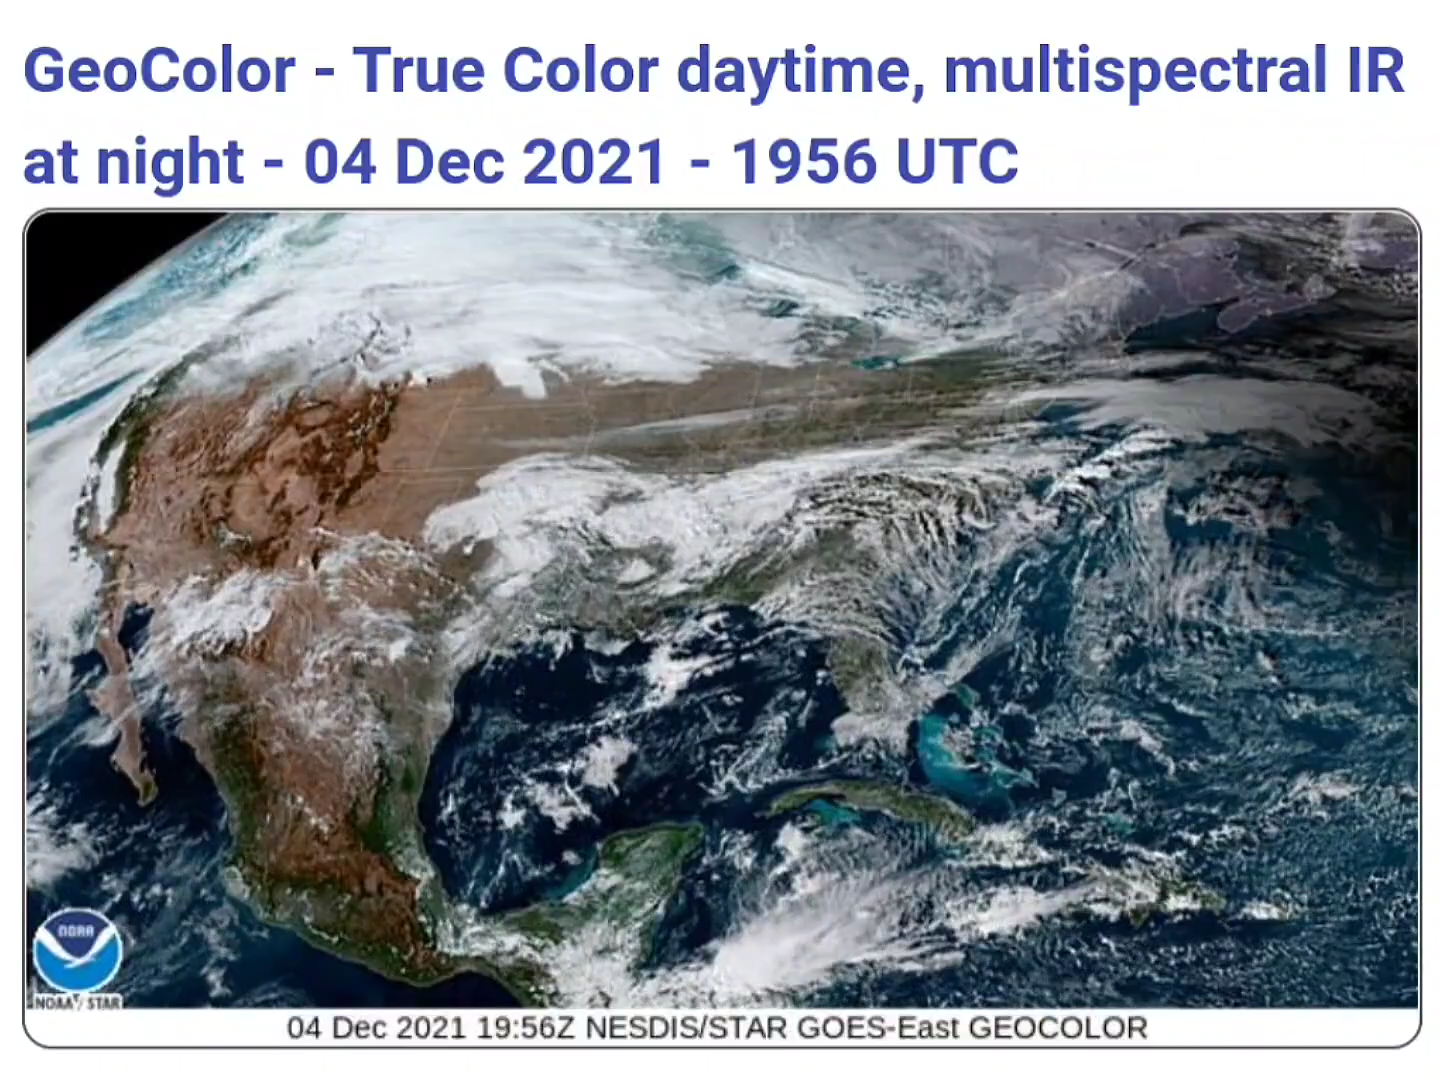 GeoColor - True Color daytime, multispectral IR
at night - 04 Dec 2021 - 1956 UTC
NOAA
NOAA / STAR
04 Dec 2021 19:56Z NESDIS/STAR GOES-East GEOCOLOR